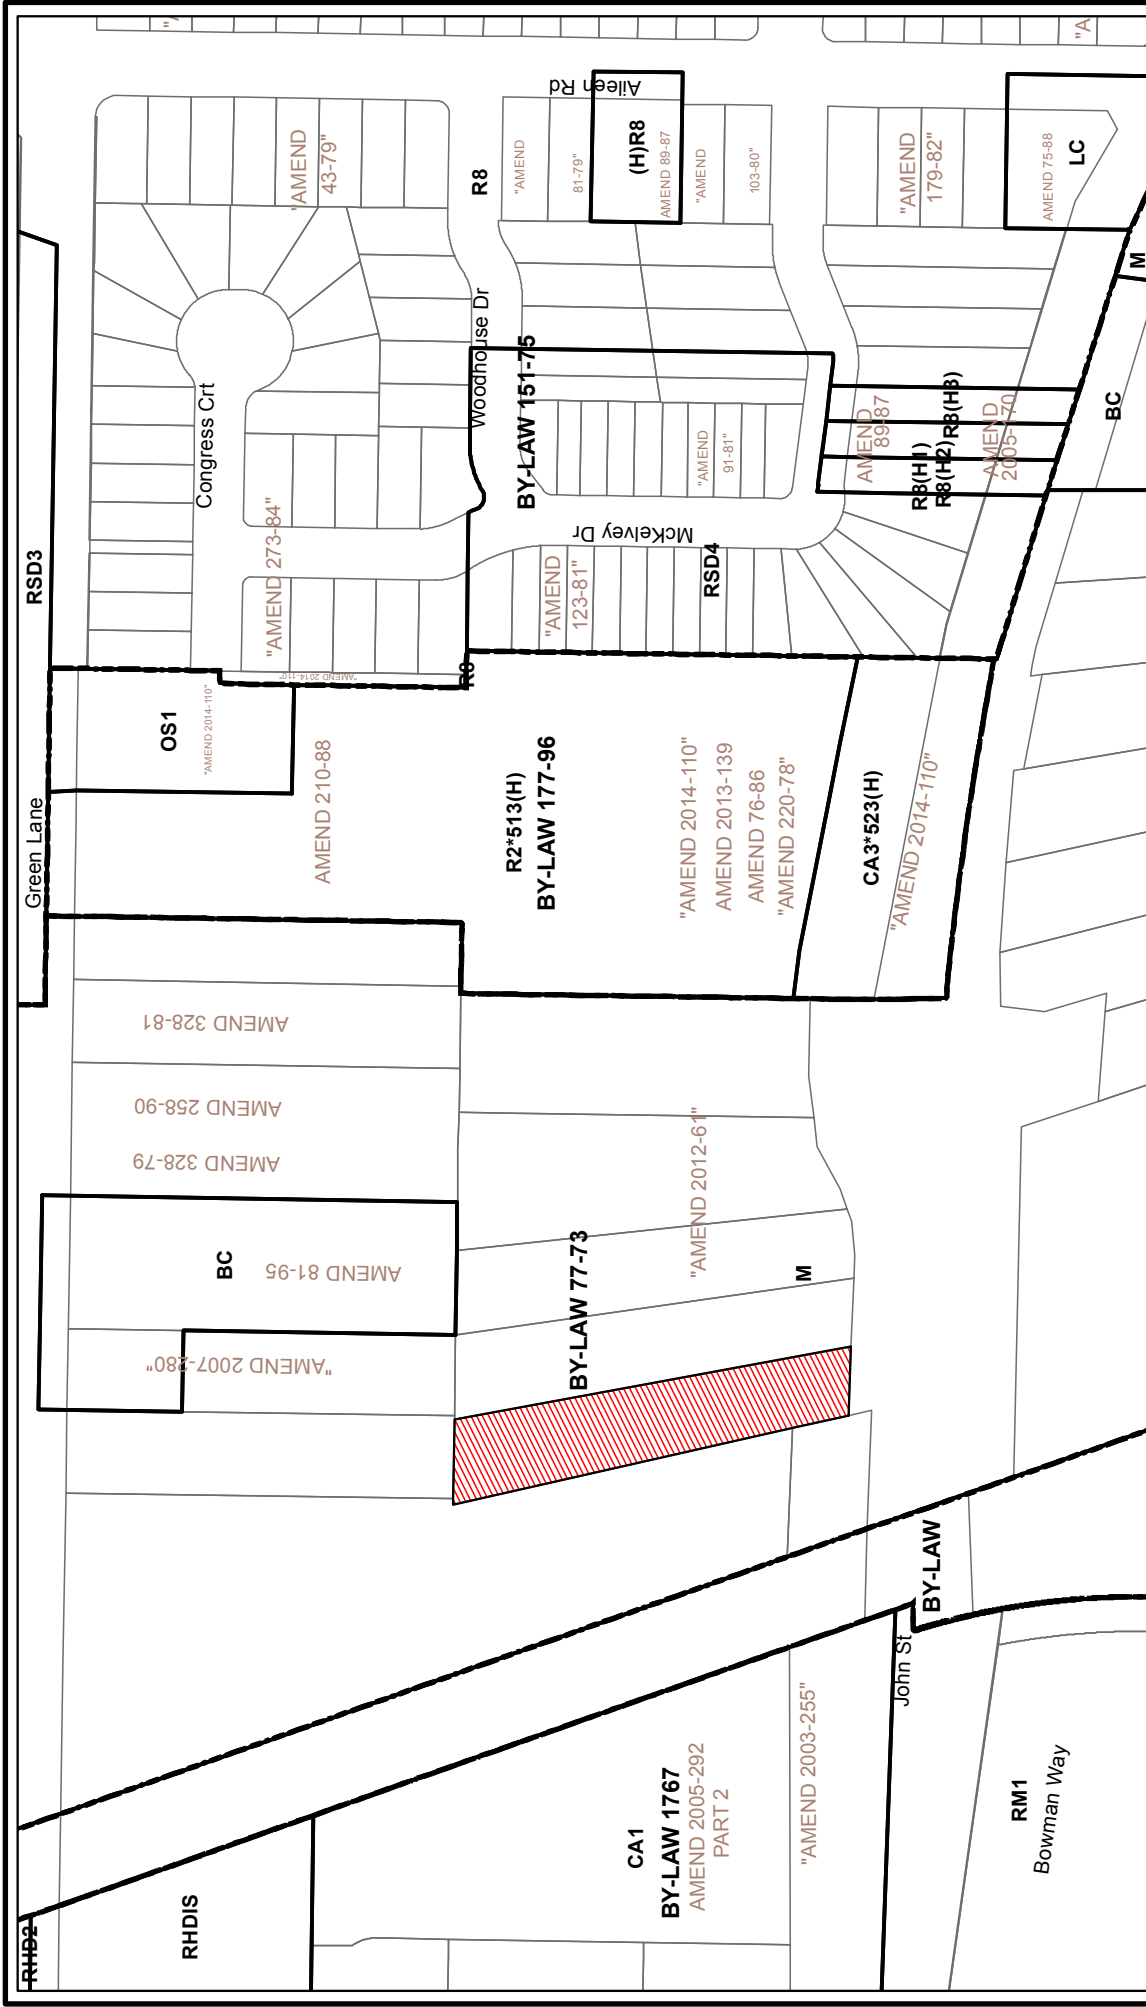 RSD3
Green Lane
RHD2
"AMEND
43-79"
Congress Crt
"AMEND 273-84"
OS1
"AMEND 2014-110"
"AMEND 2014-110"
AMEND 210-88
AMEND 328-81
AMEND 258-90
AMEND 328-79
BC
AMEND 81-95
"AMEND 2007-280"
RHDIS
Aileen Rd
R8
"AMEND
81-79"
(H)R8
AMEND 89-87
"AMEND
103-80"
Woodhouse Dr
BY-LAW 151-75
"AMEND
91-81"
McKelvey Dr
"AMEND
123-81"
RSD4
R8
R2*513(H)
BY-LAW 177-96
"AMEND 2014-110"
AMEND 2013-139
AMEND 76-86
"AMEND 220-78"
"AMEND 2012-61"
BY-LAW 77-73
M
CA1
BY-LAW 1767
AMEND 2005-292
PART 2
"AMEND 2003-255"
"AMEND
179-82"
AMEND 75-88
LC
M
AMEND
89-87
R8(H1)
R8(H2)
R8(H3)
AMEND
2005-170
BC
CA3*523(H)
"AMEND 2014-110"
BY-LAW
John St
RM1
Bowman Way